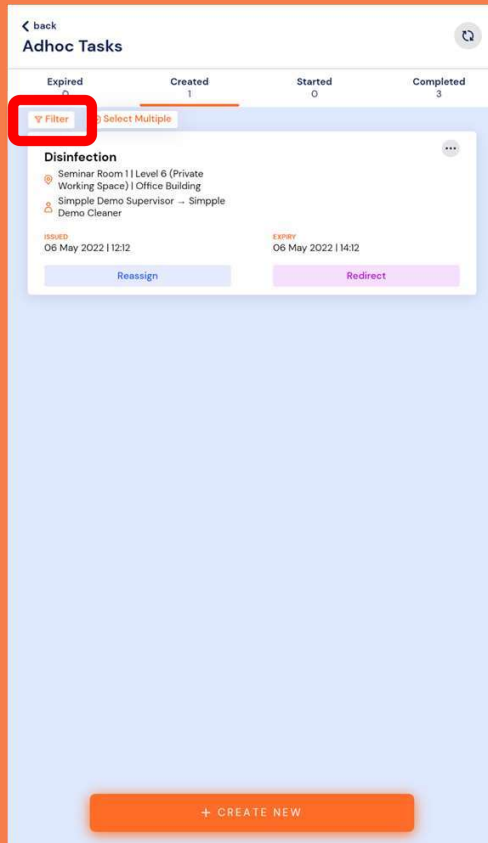 back
Adhoc Tasks
Expired Created Started Completed
0 1 0 3
Filter Select Multiple
Disinfection
Seminar Room 1 | Level 6 (Private
Working Space) | Office Building
Simpple Demo Supervisor → Simpple
Demo Cleaner
ISSUED EXPIRY
06 May 2022 | 12:12 06 May 2022 | 14:12
Reassign Redirect
+ CREATE NEW